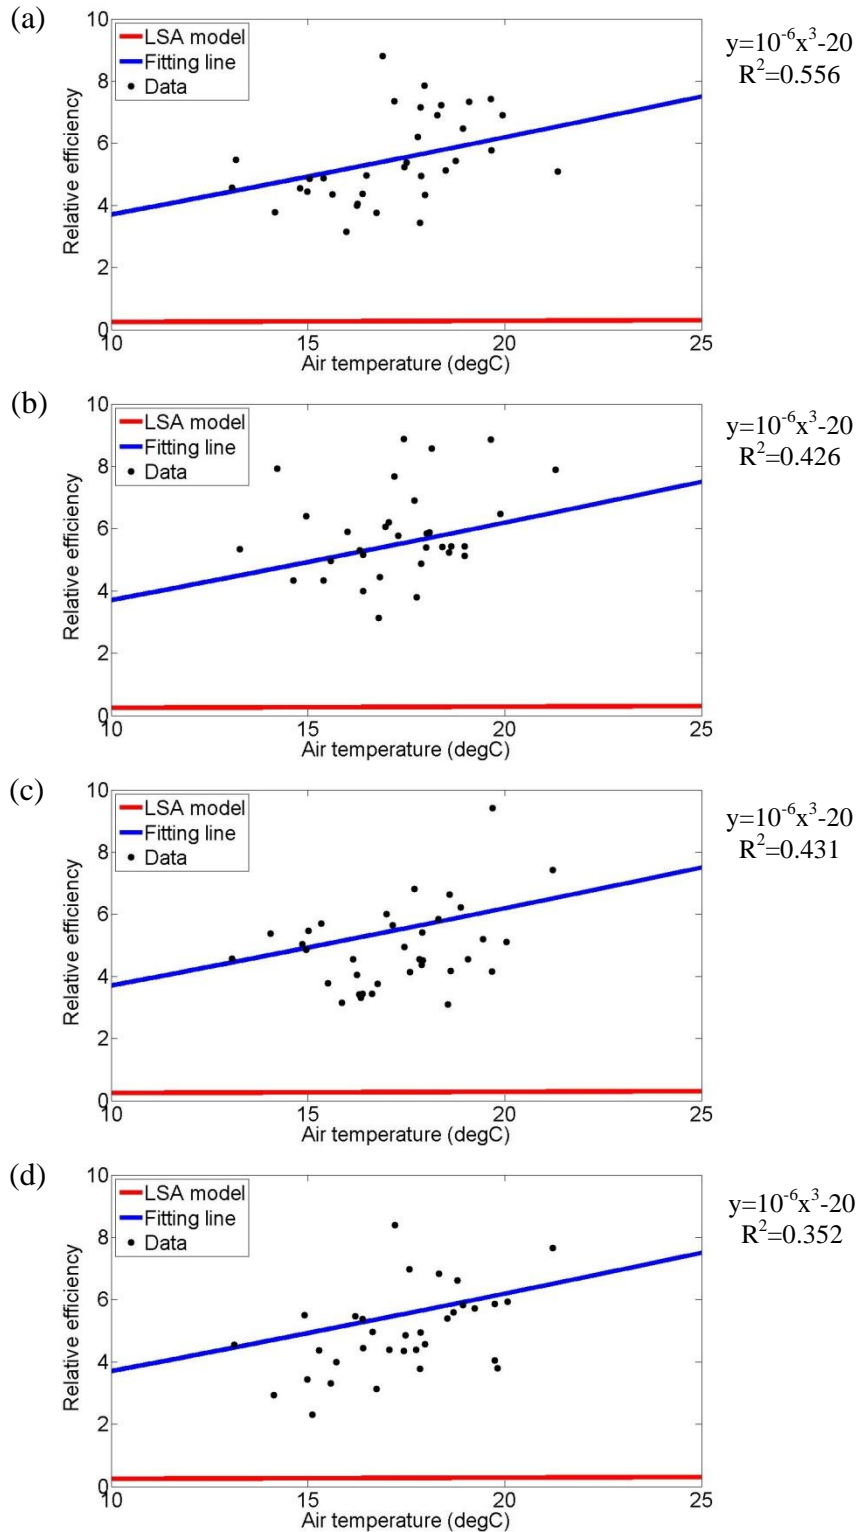 (a)
10
8
6
4
2
0
Relative efficiency
LSA model
Fitting line
Data
10 15 20 25
Air temperature (degC)
y=10⁻⁶x³-20
R²=0.556
(b)
10
8
6
4
2
0
Relative efficiency
LSA model
Fitting line
Data
10 15 20 25
Air temperature (degC)
y=10⁻⁶x³-20
R²=0.426
(c)
10
8
6
4
2
0
Relative efficiency
LSA model
Fitting line
Data
10 15 20 25
Air temperature (degC)
y=10⁻⁶x³-20
R²=0.431
(d)
10
8
6
4
2
0
Relative efficiency
LSA model
Fitting line
Data
10 15 20 25
Air temperature (degC)
y=10⁻⁶x³-20
R²=0.352